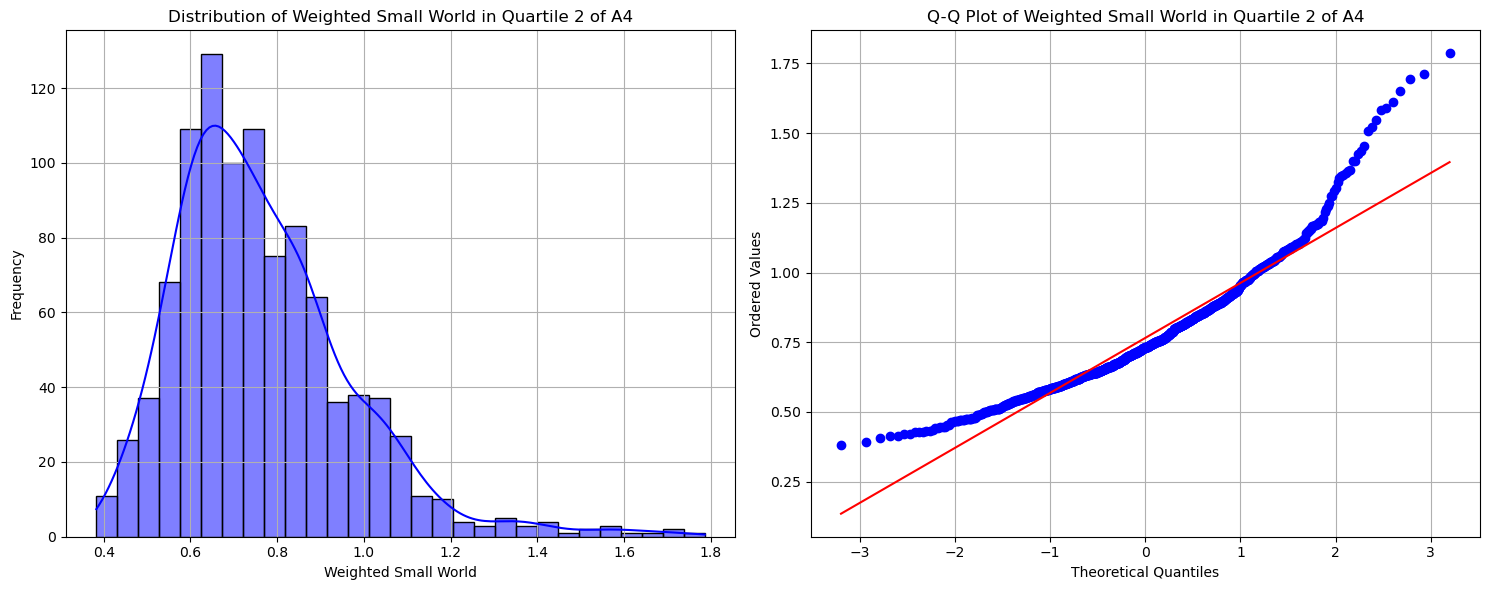 Distribution of Weighted Small World in Quartile 2 of A4
Frequency
120
100
80
60
40
20
0
0.4 0.6 0.8 1.0 1.2 1.4 1.6 1.8
Weighted Small World
Q-Q Plot of Weighted Small World in Quartile 2 of A4
Ordered Values
1.75
1.50
1.25
1.00
0.75
0.50
0.25
−3 −2 −1 0 1 2 3
Theoretical Quantiles